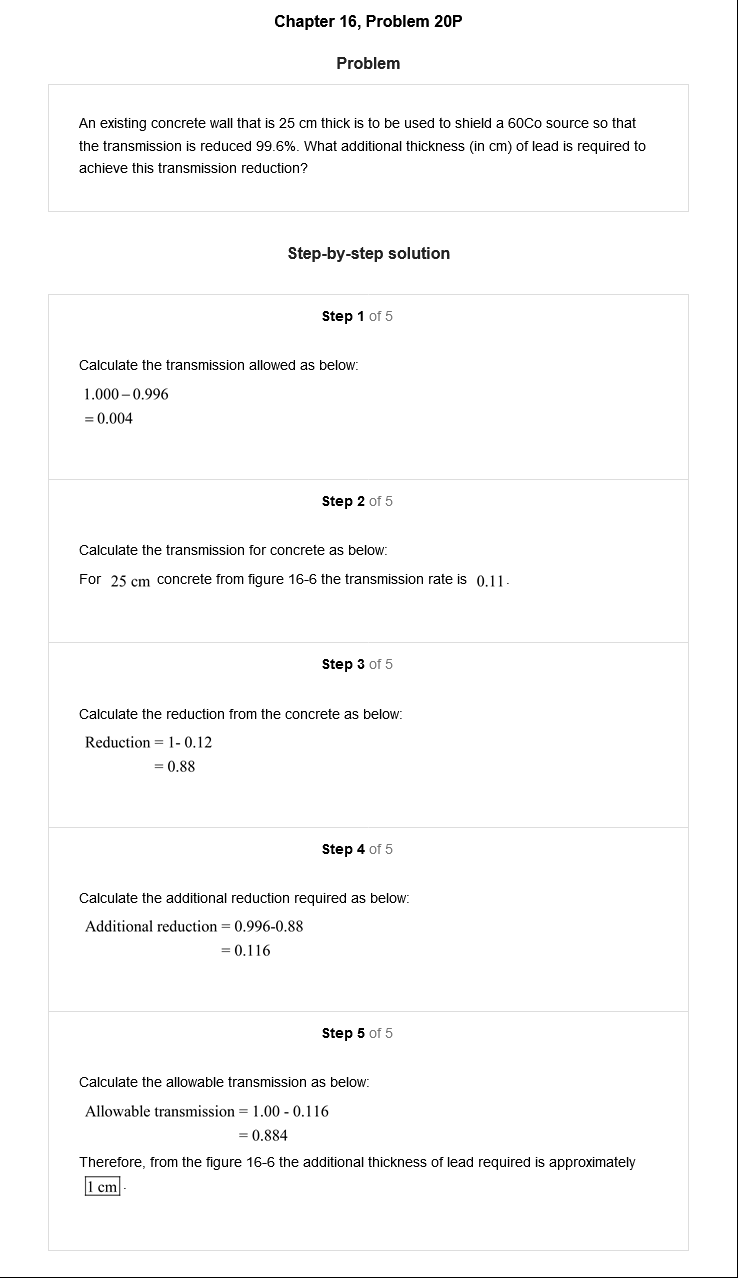 Chapter 16, Problem 20P
Problem
An existing concrete wall that is 25 cm thick is to be used to shield a 60Co source so that
the transmission is reduced 99.6%. What additional thickness (in cm) of lead is required to
achieve this transmission reduction?
Step-by-step solution
Step 1 of 5
Calculate the transmission allowed as below:
1.000 – 0.996
= 0.004
Step 2 of 5
Calculate the transmission for concrete as below:
For 25 cm concrete from figure 16-6 the transmission rate is 0.11.
Step 3 of 5
Calculate the reduction from the concrete as below:
Reduction = 1- 0.12
= 0.88
Step 4 of 5
Calculate the additional reduction required as below:
Additional reduction = 0.996-0.88
= 0.116
Step 5 of 5
Calculate the allowable transmission as below:
Allowable transmission = 1.00 - 0.116
= 0.884
Therefore, from the figure 16-6 the additional thickness of lead required is approximately
1 cm.